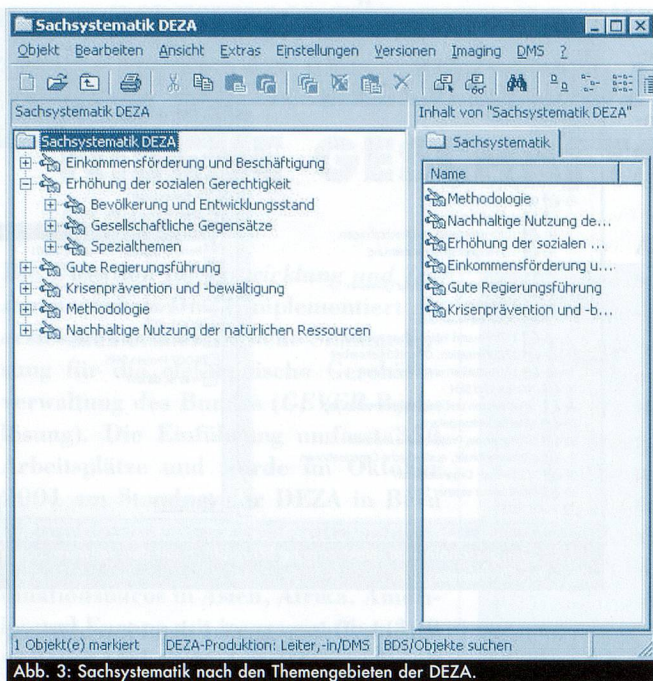 Sachsystematik DEZA
Objekt Bearbeiten Ansicht Extras Einstellungen Versionen Imaging DMS ?
Sachsystematik DEZA
Sachsystematik DEZA
Einkommensförderung und Beschäftigung
Erhöhung der sozialen Gerechtigkeit
Bevölkerung und Entwicklungsstand
Gesellschaftliche Gegensätze
Spezialthemen
Gute Regierungsführung
Krisenprävention und -bewältigung
Methodologie
Nachhaltige Nutzung der natürlichen Ressourcen
Inhalt von "Sachsystematik DEZA"
Sachsystematik
Name
Methodologie
Nachhaltige Nutzung de...
Erhöhung der sozialen ...
Einkommensförderung u...
Gute Regierungsführung
Krisenprävention und -b...
1 Objekt(e) markiert DEZA-Produktion: Leiter,-in/DMS BDS/Objekte suchen
Abb. 3: Sachsystematik nach den Themengebieten der DEZA.